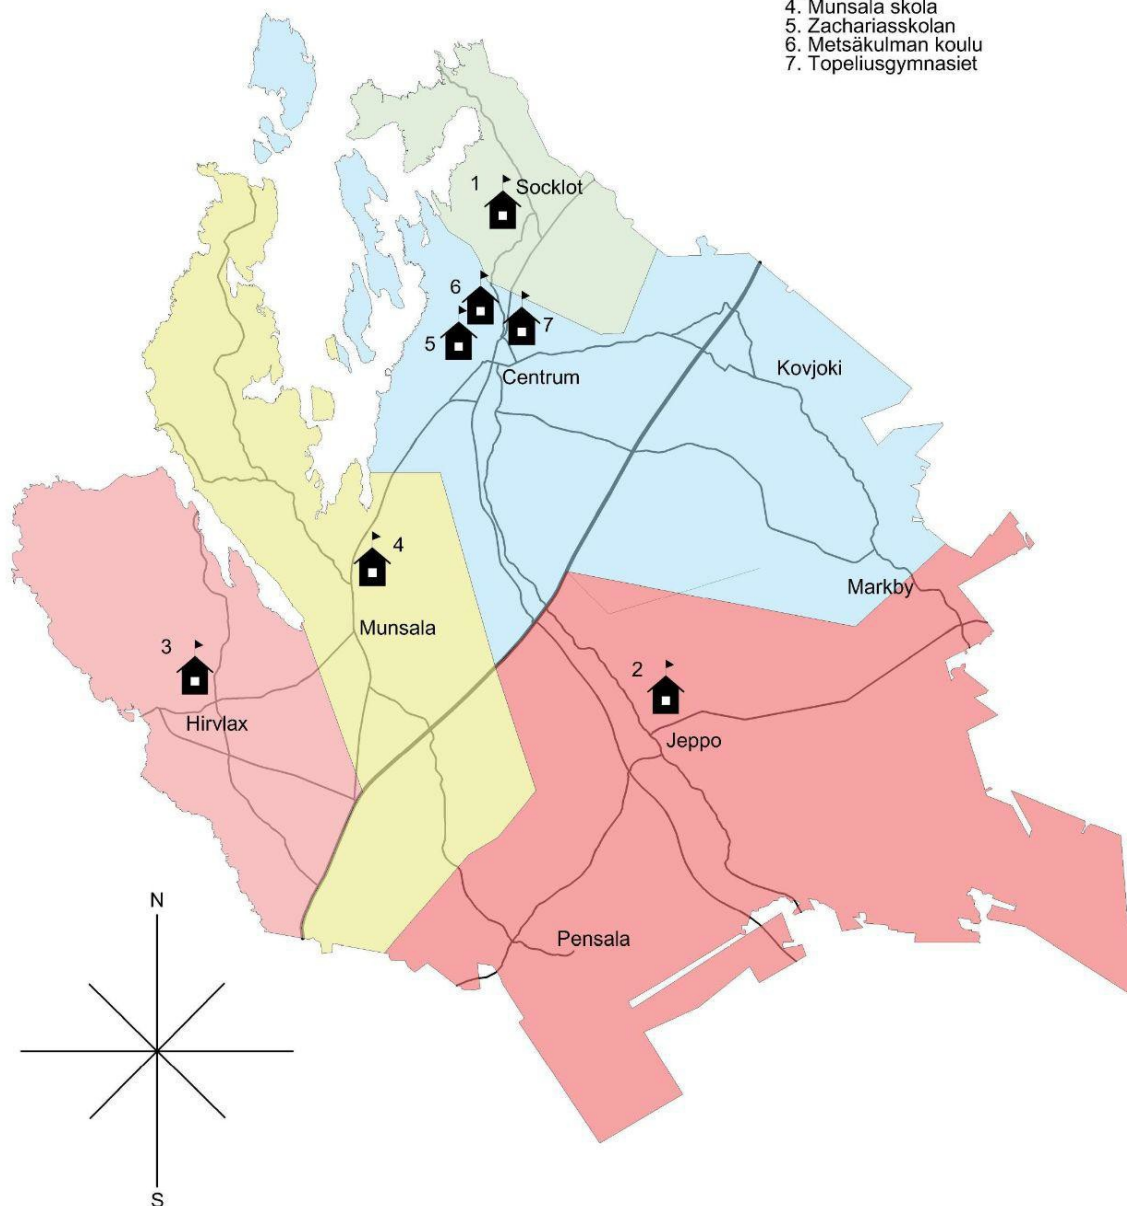 4. Munsala skola
5. Zachariasskolan
6. Metsäkulman koulu
7. Topeliusgymnasiet
1
Socklot
6
7
5
Centrum
Kovjoki
4
Markby
Munsala
3
2
Hirvlax
Jeppo
N
Pensala
S